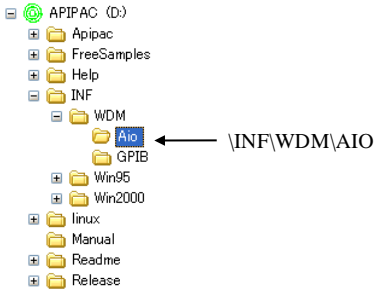 APIPAC (D:)
Apipac
FreeSamples
Help
INF
WDM
Aio
\INF\WDM\AIO
GPIB
Win95
Win2000
linux
Manual
Readme
Release